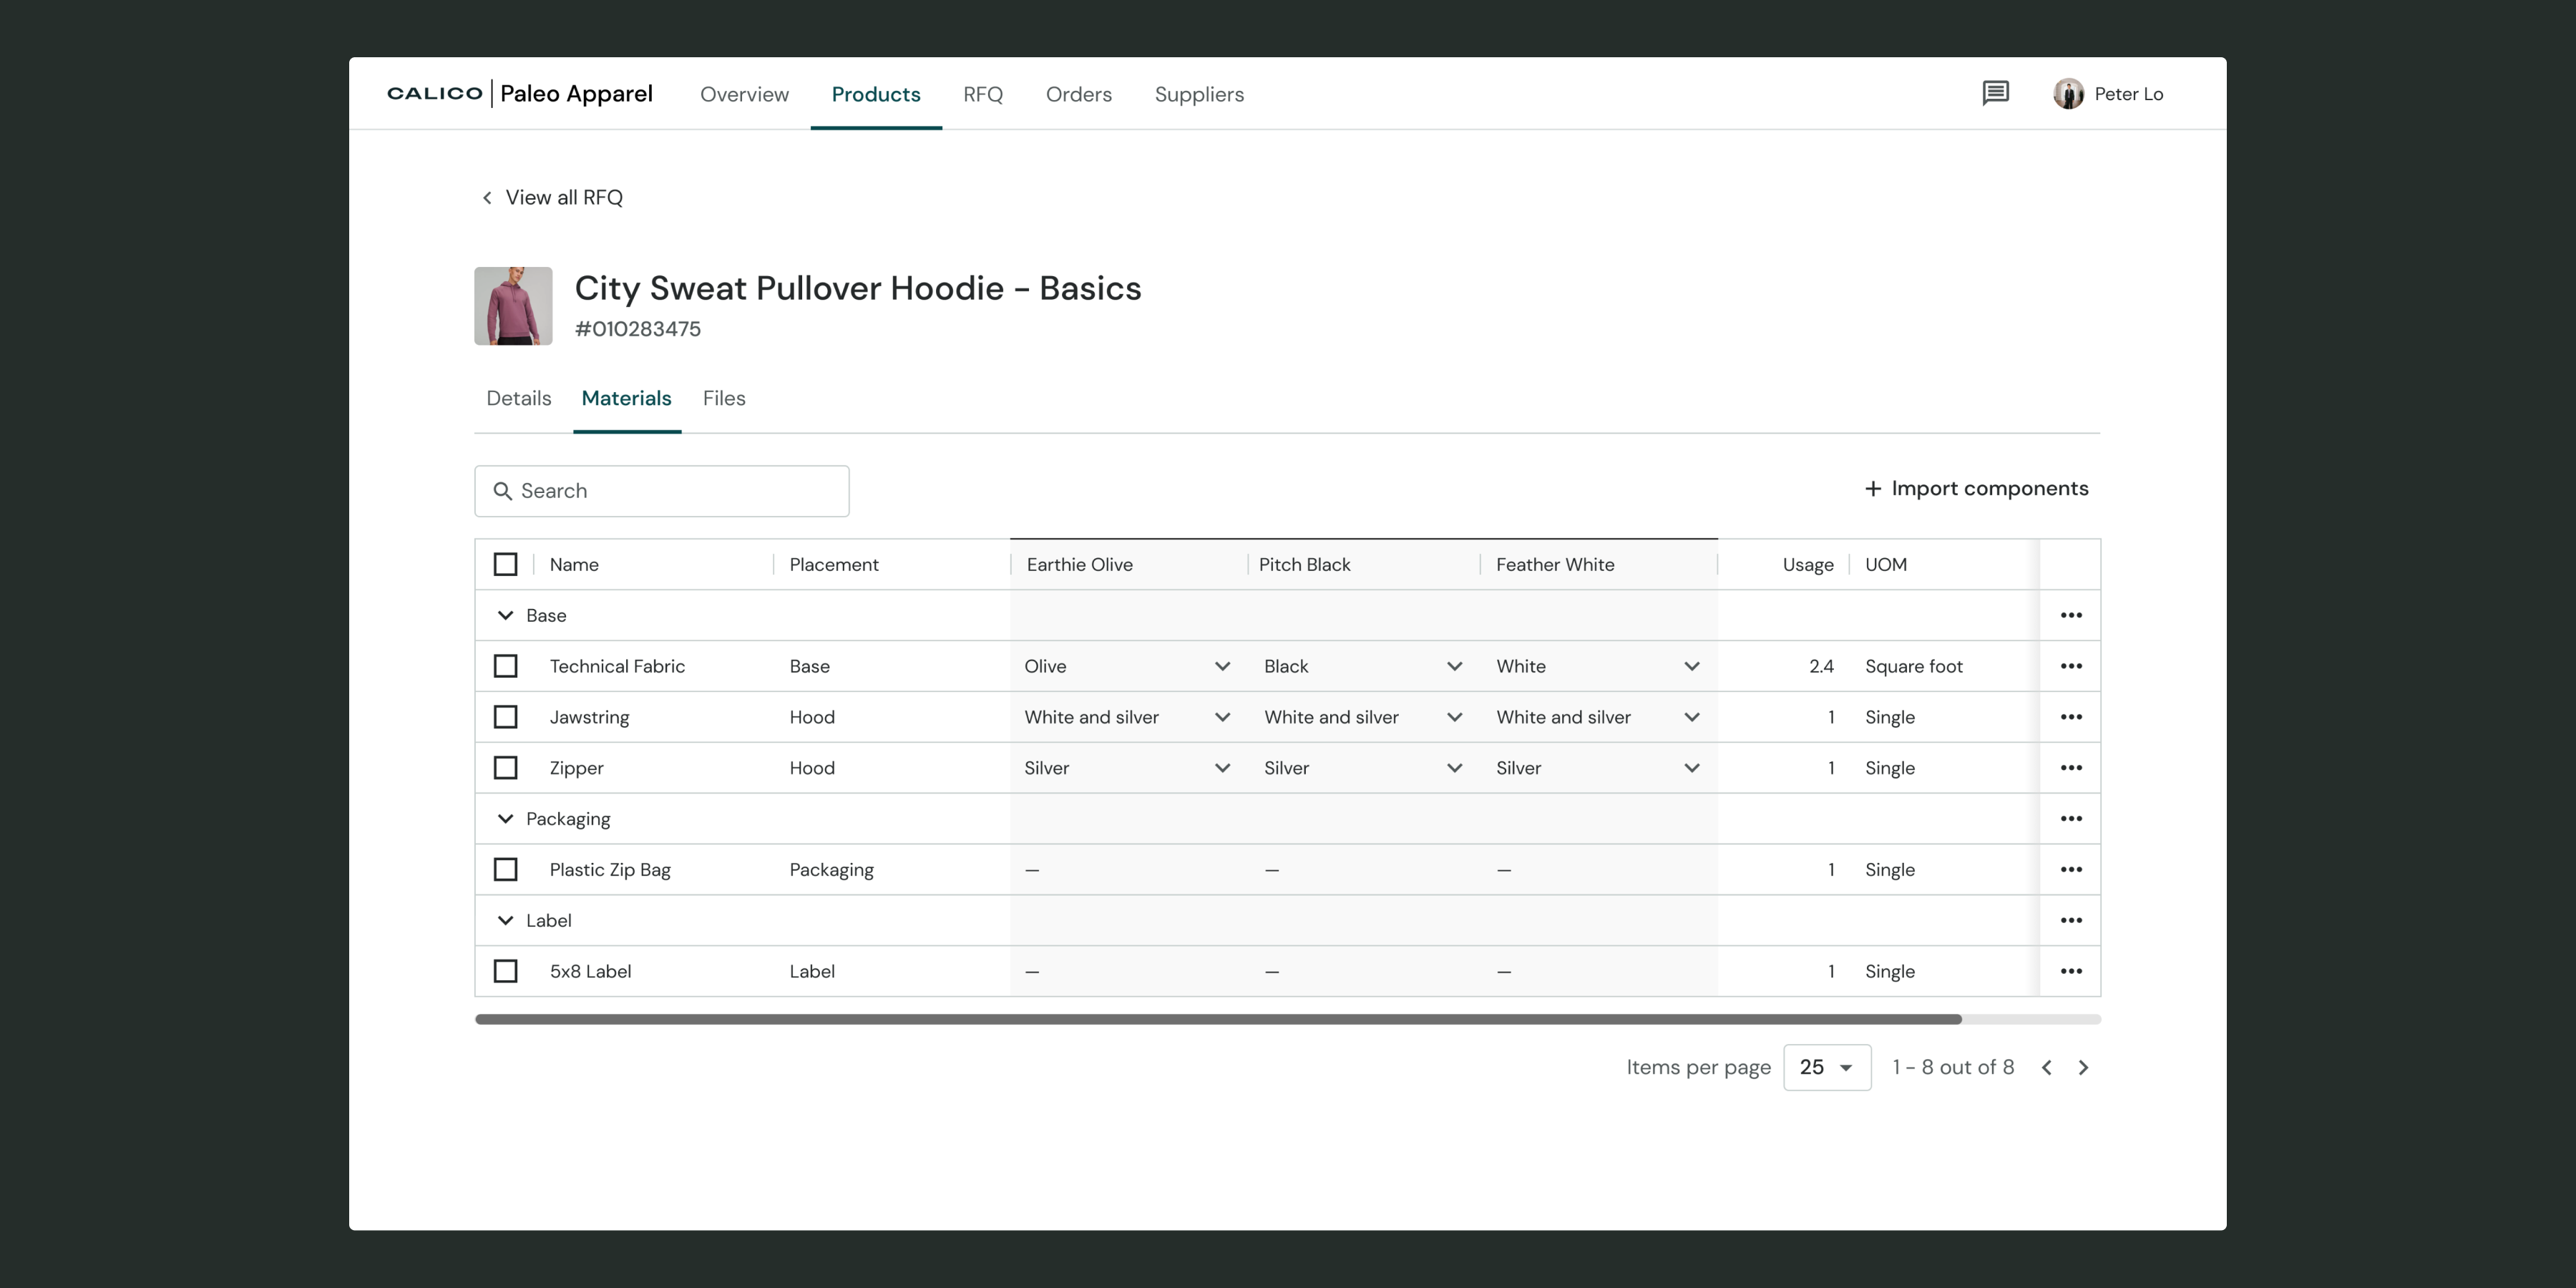 CALICO | Paleo Apparel Overview Products RFQ Orders Suppliers Peter Lo
View all RFQ
City Sweat Pullover Hoodie – Basics
#010283475
Details Materials Files
Search + Import components
Name Placement Earthie Olive Pitch Black Feather White Usage UOM
Base
Technical Fabric Base Olive Black White 2.4 Square foot
Jawstring Hood White and silver White and silver White and silver 1 Single
Zipper Hood Silver Silver Silver 1 Single
Packaging
Plastic Zip Bag Packaging — — — 1 Single
Label
5x8 Label Label — — — 1 Single
Items per page 25 1 – 8 out of 8